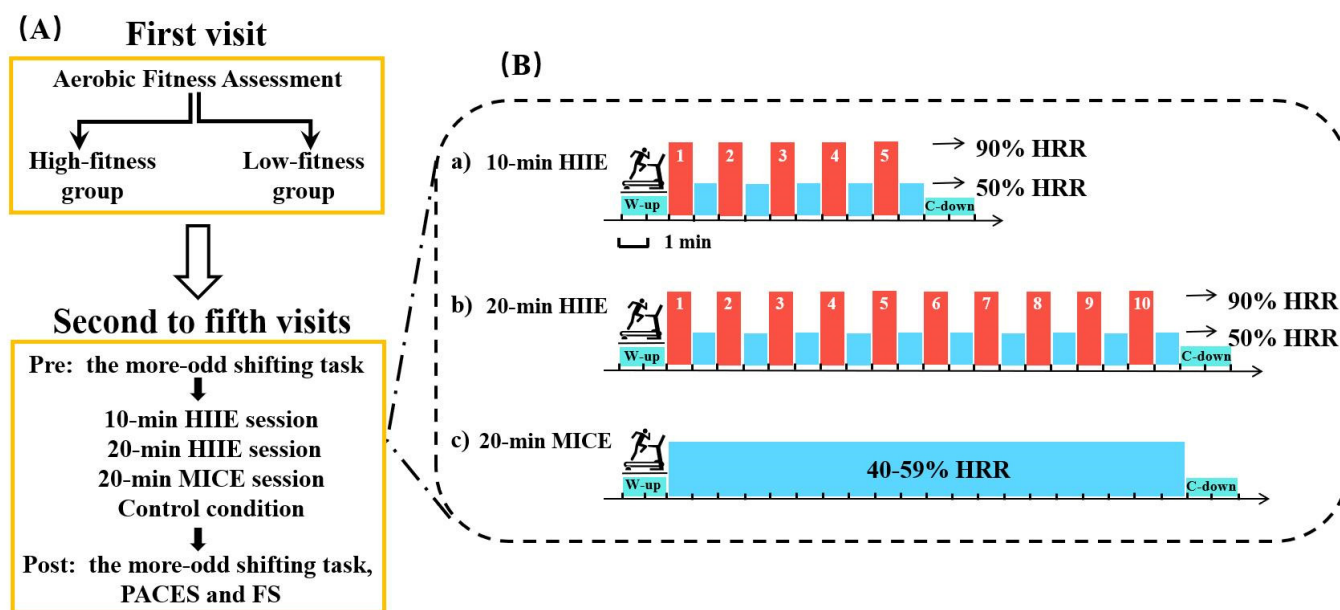 (A)
First visit
Aerobic Fitness Assessment
High-fitness
group
Low-fitness
group
Second to fifth visits
Pre: the more-odd shifting task
10-min HIIE session
20-min HIIE session
20-min MICE session
Control condition
Post: the more-odd shifting task,
PACES and FS
(B)
a) 10-min HIIE
W-up
1 2 3 4 5
C-down
90% HRR
50% HRR
1 min
b) 20-min HIIE
W-up
1 2 3 4 5 6 7 8 9 10
C-down
90% HRR
50% HRR
c) 20-min MICE
W-up
40-59% HRR
C-down